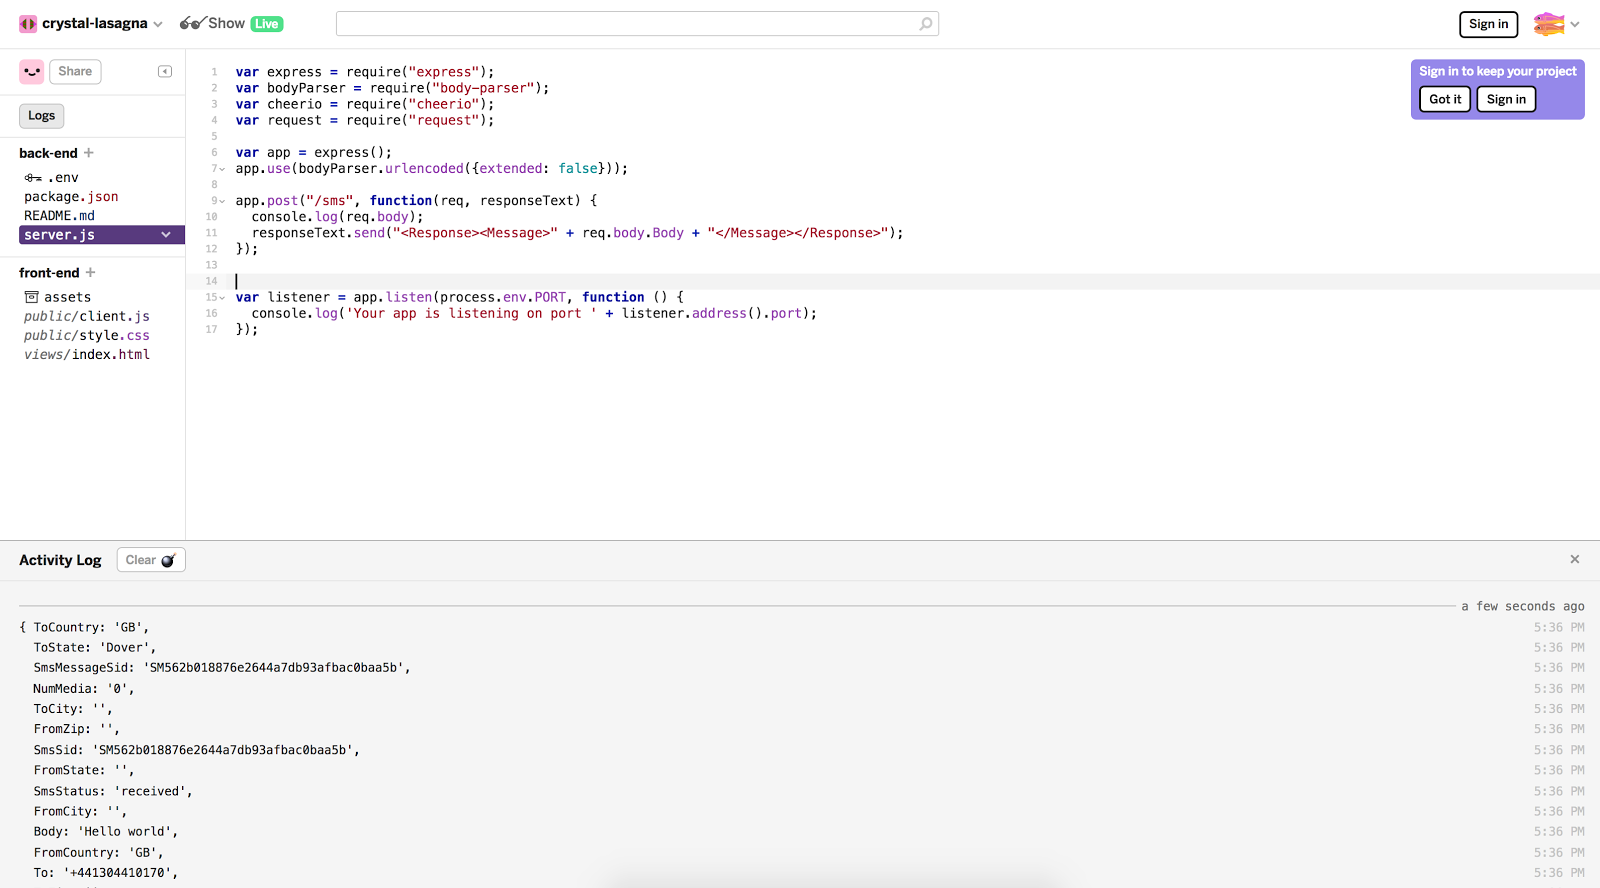 crystal-lasagna Show Live Sign in
Share
Logs
back-end +
.env
package.json
README.md
server.js
front-end +
assets
public/client.js
public/style.css
views/index.html
1 var express = require("express");
2 var bodyParser = require("body-parser");
3 var cheerio = require("cheerio");
4 var request = require("request");
5
6 var app = express();
7 app.use(bodyParser.urlencoded({extended: false}));
8
9 app.post("/sms", function(req, responseText) {
10 console.log(req.body);
11 responseText.send("<Response><Message>" + req.body.Body + "</Message></Response>");
12 });
13
14
15 var listener = app.listen(process.env.PORT, function () {
16 console.log('Your app is listening on port ' + listener.address().port);
17 });
Sign in to keep your project
Got it Sign in
Activity Log Clear ×
a few seconds ago
{ ToCountry: 'GB', 5:36 PM
ToState: 'Dover', 5:36 PM
SmsMessageSid: 'SM562b018876e2644a7db93afbac0baa5b', 5:36 PM
NumMedia: '0', 5:36 PM
ToCity: '', 5:36 PM
FromZip: '', 5:36 PM
SmsSid: 'SM562b018876e2644a7db93afbac0baa5b', 5:36 PM
FromState: '', 5:36 PM
SmsStatus: 'received', 5:36 PM
FromCity: '', 5:36 PM
Body: 'Hello world', 5:36 PM
FromCountry: 'GB', 5:36 PM
To: '+441304410170', 5:36 PM